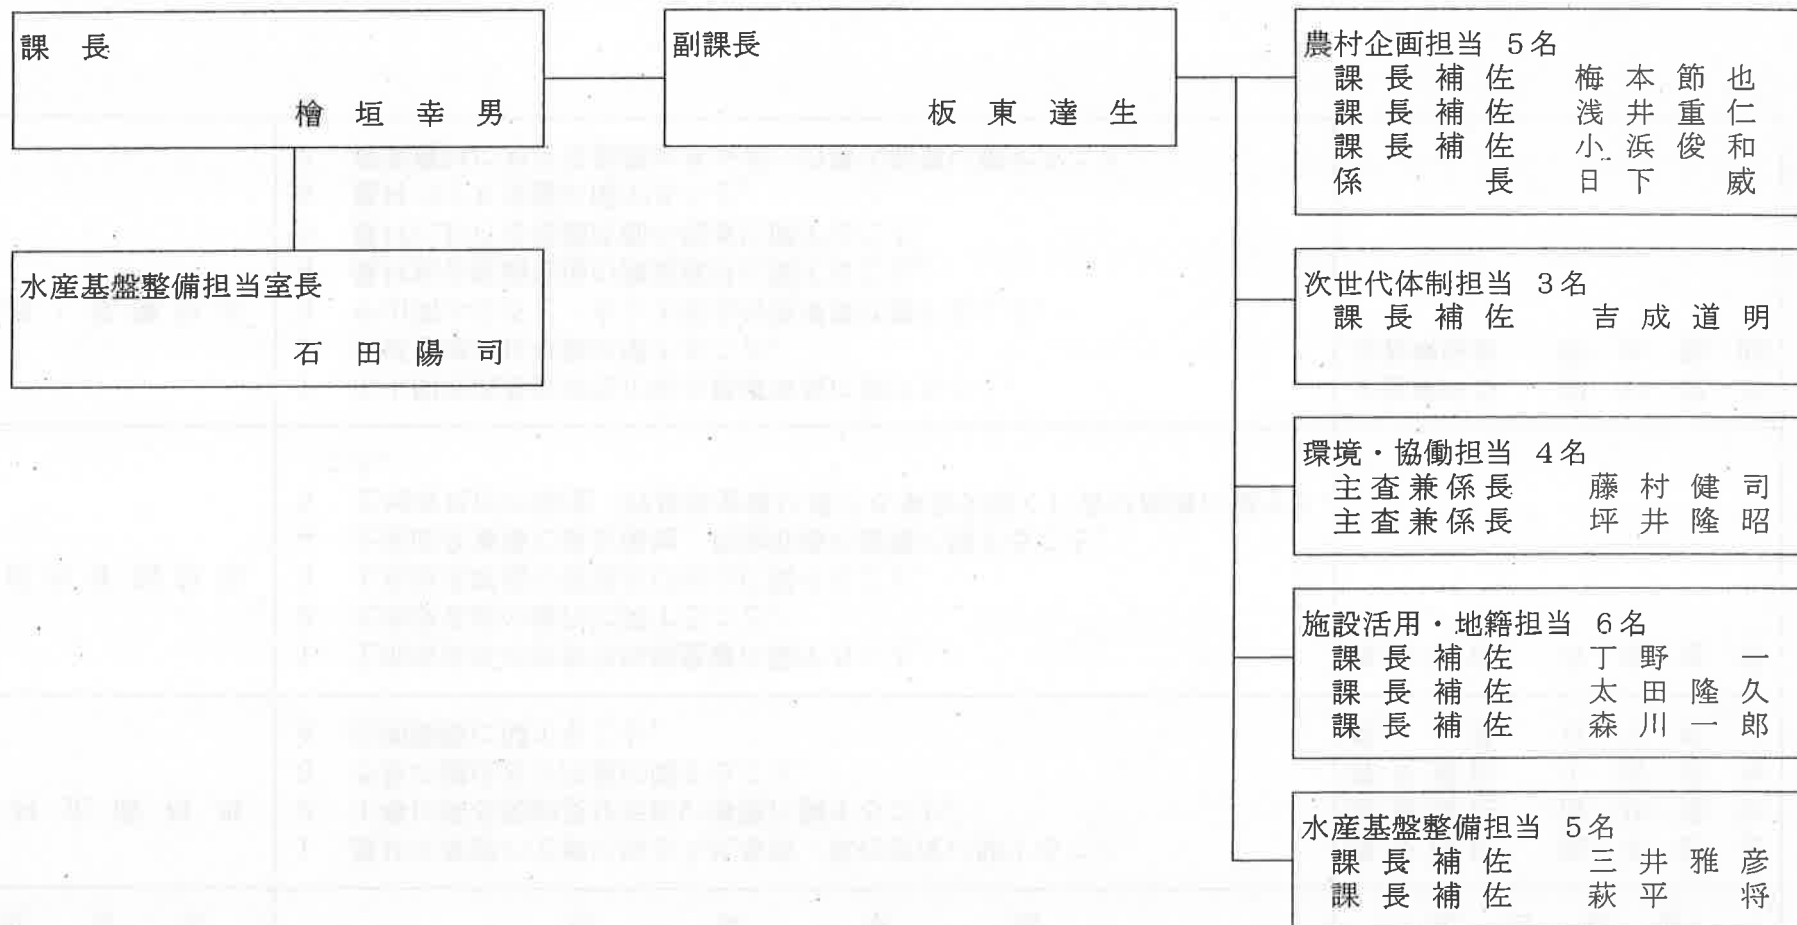 課長
檜垣幸男
水産基盤整備担当室長
石田陽司
副課長
板東達生
農村企画担当 5名
課長補佐 梅本節也
課長補佐 浅井重仁
課長補佐 小浜俊和
係長 日下威
次世代体制担当 3名
課長補佐 吉成道明
環境・協働担当 4名
主査兼係長 藤村健司
主査兼係長 坪井隆昭
施設活用・地籍担当 6名
課長補佐 丁野一
課長補佐 太田隆久
課長補佐 森川一郎
水産基盤整備担当 5名
課長補佐 三井雅彦
課長補佐 萩平将